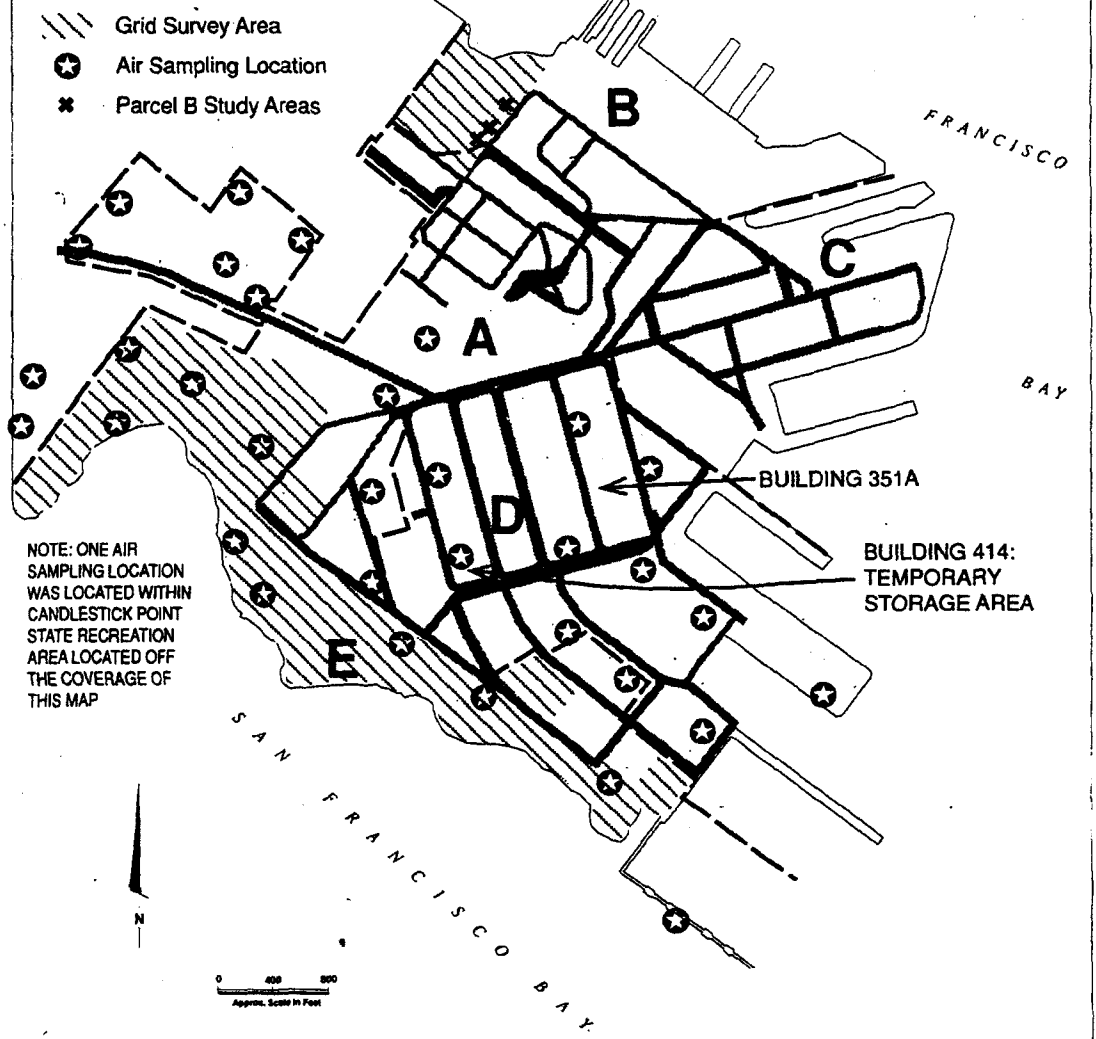 Grid Survey Area
Air Sampling Location
Parcel B Study Areas
B
FRANCISCO
C
A
BAY
BUILDING 351A
D
NOTE: ONE AIR
SAMPLING LOCATION
WAS LOCATED WITHIN
CANDLESTICK POINT
STATE RECREATION
AREA LOCATED OFF
THE COVERAGE OF
THIS MAP
BUILDING 414:
TEMPORARY
STORAGE AREA
E
SAN FRANCISCO BAY
N
0 400 800
Approx. Scale in Feet